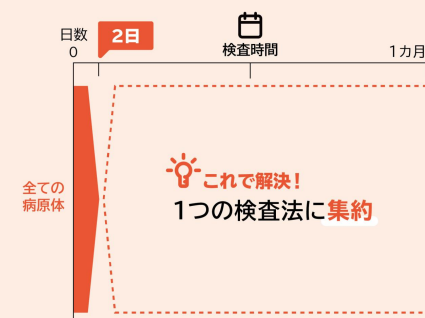 日数
2日
0
検査時間
1カ月
これで解決!
1つの検査法に集約
全ての
病原体